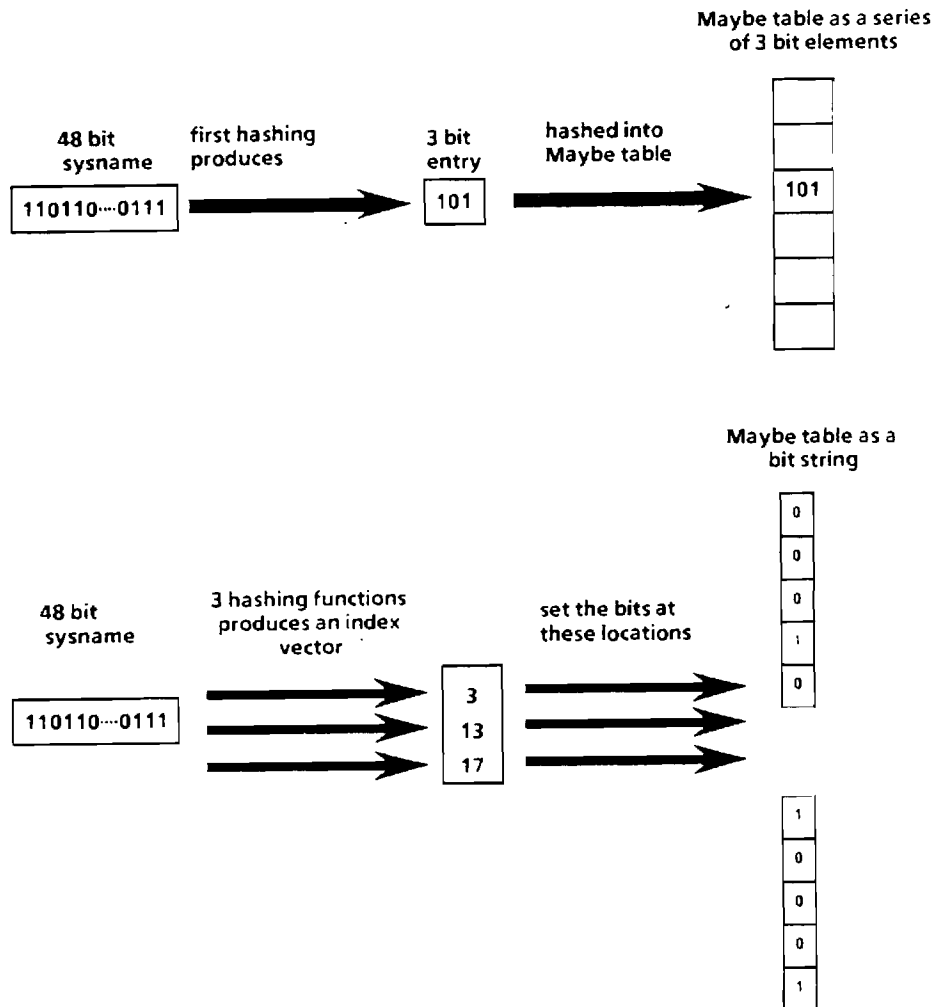 Maybe table as a series
of 3 bit elements
48 bit
sysname
first hashing
produces
3 bit
entry
hashed into
Maybe table
110110····0111
101
101
Maybe table as a
bit string
0
0
0
1
0
48 bit
sysname
3 hashing functions
produces an index
vector
set the bits at
these locations
110110····0111
3
13
17
1
0
0
0
1